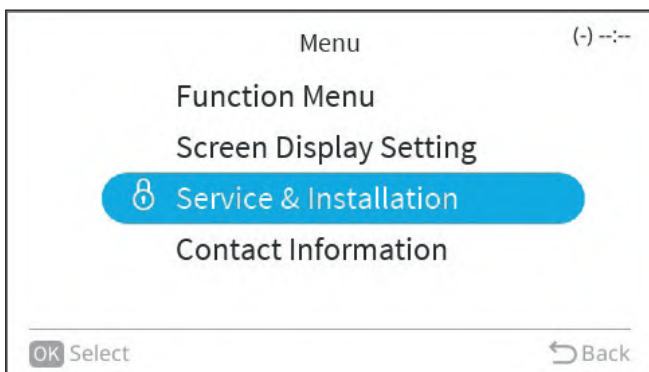 Menu
(-) --:--
Function Menu
Screen Display Setting
Service & Installation
Contact Information
OK Select
Back